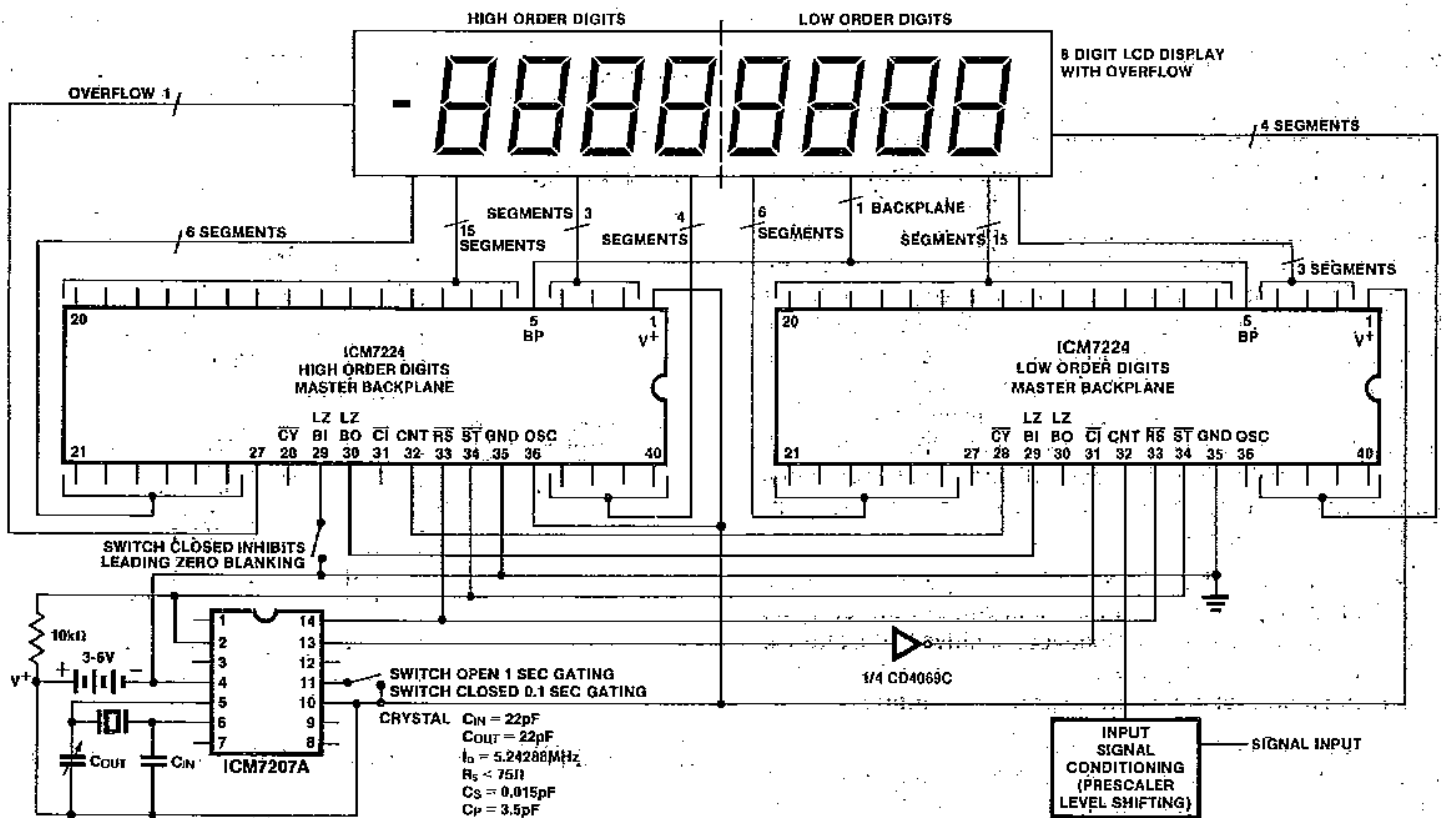 HIGH ORDER DIGITS
LOW ORDER DIGITS
8 DIGIT LCD DISPLAY
WITH OVERFLOW
OVERFLOW 1
4 SEGMENTS
6 SEGMENTS
15
SEGMENTS
SEGMENTS 3
4
SEGMENTS
6
SEGMENTS
1 BACKPLANE
SEGMENTS 15
3 SEGMENTS
20
5
BP
1
V+
ICM7224
HIGH ORDER DIGITS
MASTER BACKPLANE
LZ LZ
CY BI BO CI CNT RS ST GND OSC
21 27 28 29 30 31 32 33 34 35 36 40
20
5
BP
1
V+
ICM7224
LOW ORDER DIGITS
MASTER BACKPLANE
LZ LZ
CY BI BO CI CNT RS ST GND OSC
21 27 28 29 30 31 32 33 34 35 36 40
SWITCH CLOSED INHIBITS
LEADING ZERO BLANKING
10kΩ
3-6V
V+
+ −
1 14
2 13
3 12
4 11
5 10
6 9
7 8
ICM7207A
COUT
CIN
SWITCH OPEN 1 SEC GATING
SWITCH CLOSED 0.1 SEC GATING
CRYSTAL CIN = 22pF
COUT = 22pF
= 5.24288MHz
RS < 75Ω
CS = 0.015pF
CP = 3.5pF
1/4 CD4069C
INPUT
SIGNAL
CONDITIONING
(PRESCALER
LEVEL SHIFTING)
SIGNAL INPUT